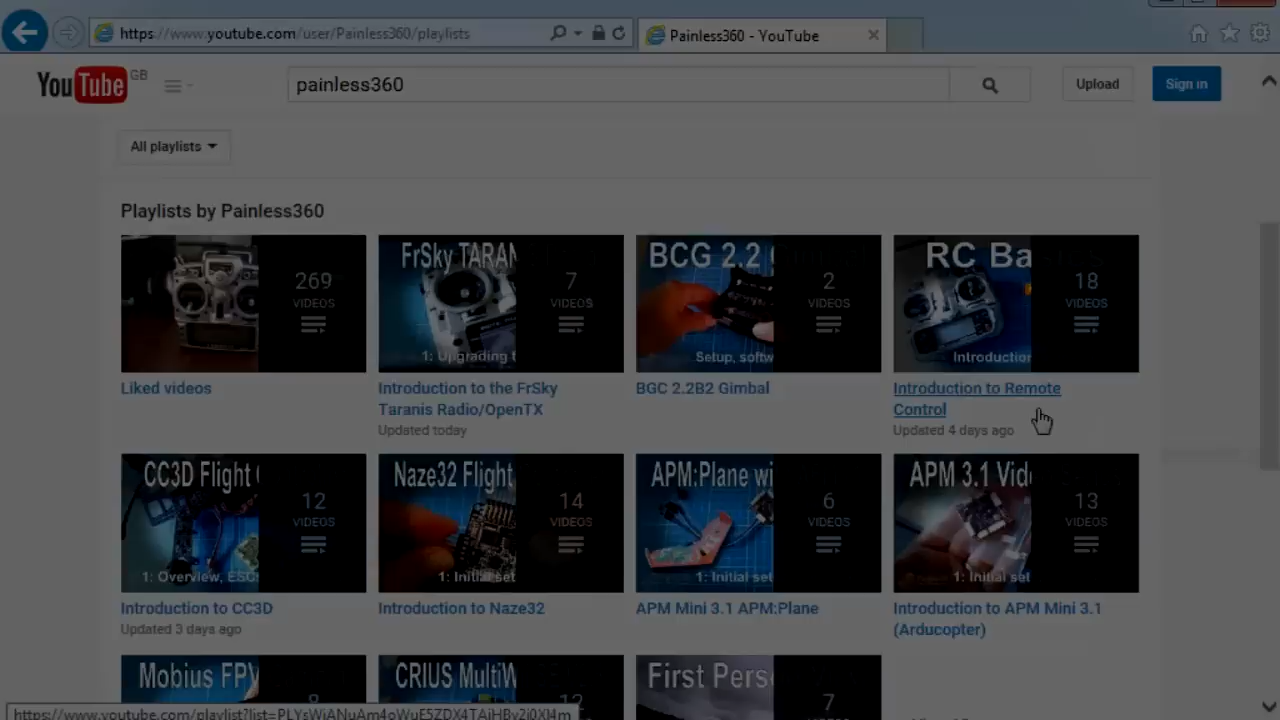 https://www.youtube.com/user/Painless360/playlists
Painless360 - YouTube
YouTube GB
painless360
Upload
Sign in
All playlists
Playlists by Painless360
269 VIDEOS
FrSky TARAN
1: Upgrading t
7 VIDEOS
BCG 2.2
Setup, softw
2 VIDEOS
RC Ba
Introduction
18 VIDEOS
Liked videos
Introduction to the FrSky
Taranis Radio/OpenTX
Updated today
BGC 2.2B2 Gimbal
Introduction to Remote
Control
Updated 4 days ago
CC3D Flight
1: Overview, ESC
12 VIDEOS
Naze32 Flight
1: Initial set
14 VIDEOS
APM:Plane wi
1: Initial set
6 VIDEOS
APM 3.1 Vid
1: Initial set
13 VIDEOS
Introduction to CC3D
Updated 3 days ago
Introduction to Naze32
APM Mini 3.1 APM:Plane
Introduction to APM Mini 3.1
(Arducopter)
Mobius FPV
8
CRIUS MultiW
12
First Pers
7